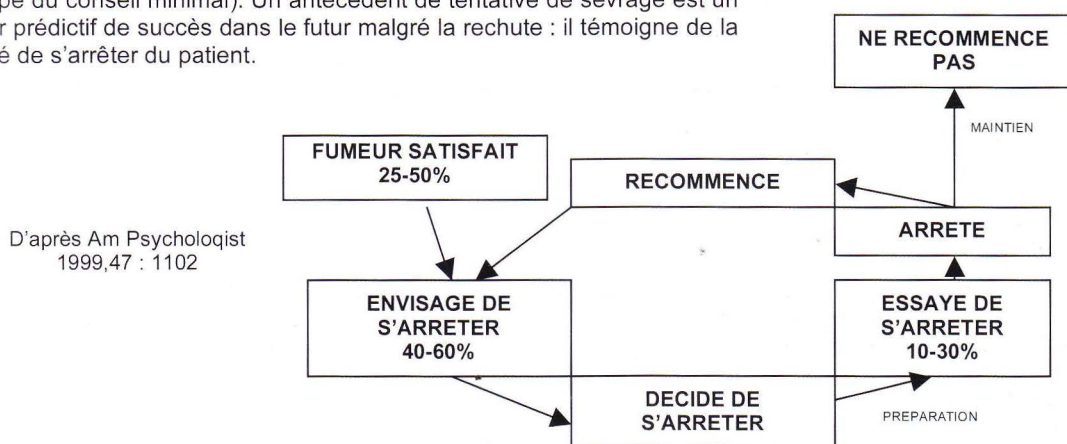 pe du conseil minimal). Un antécédent de tentative de sevrage est un
r prédictif de succès dans le futur malgré la rechute : il témoigne de la
é de s'arrêter du patient.
NE RECOMMENCE
PAS
MAINTIEN
FUMEUR SATISFAIT
25-50%
RECOMMENCE
ARRETE
D'après Am Psycholoqist
1999,47 : 1102
ENVISAGE DE
S'ARRETER
40-60%
ESSAYE DE
S'ARRETER
10-30%
DECIDE DE
S'ARRETER
PREPARATION